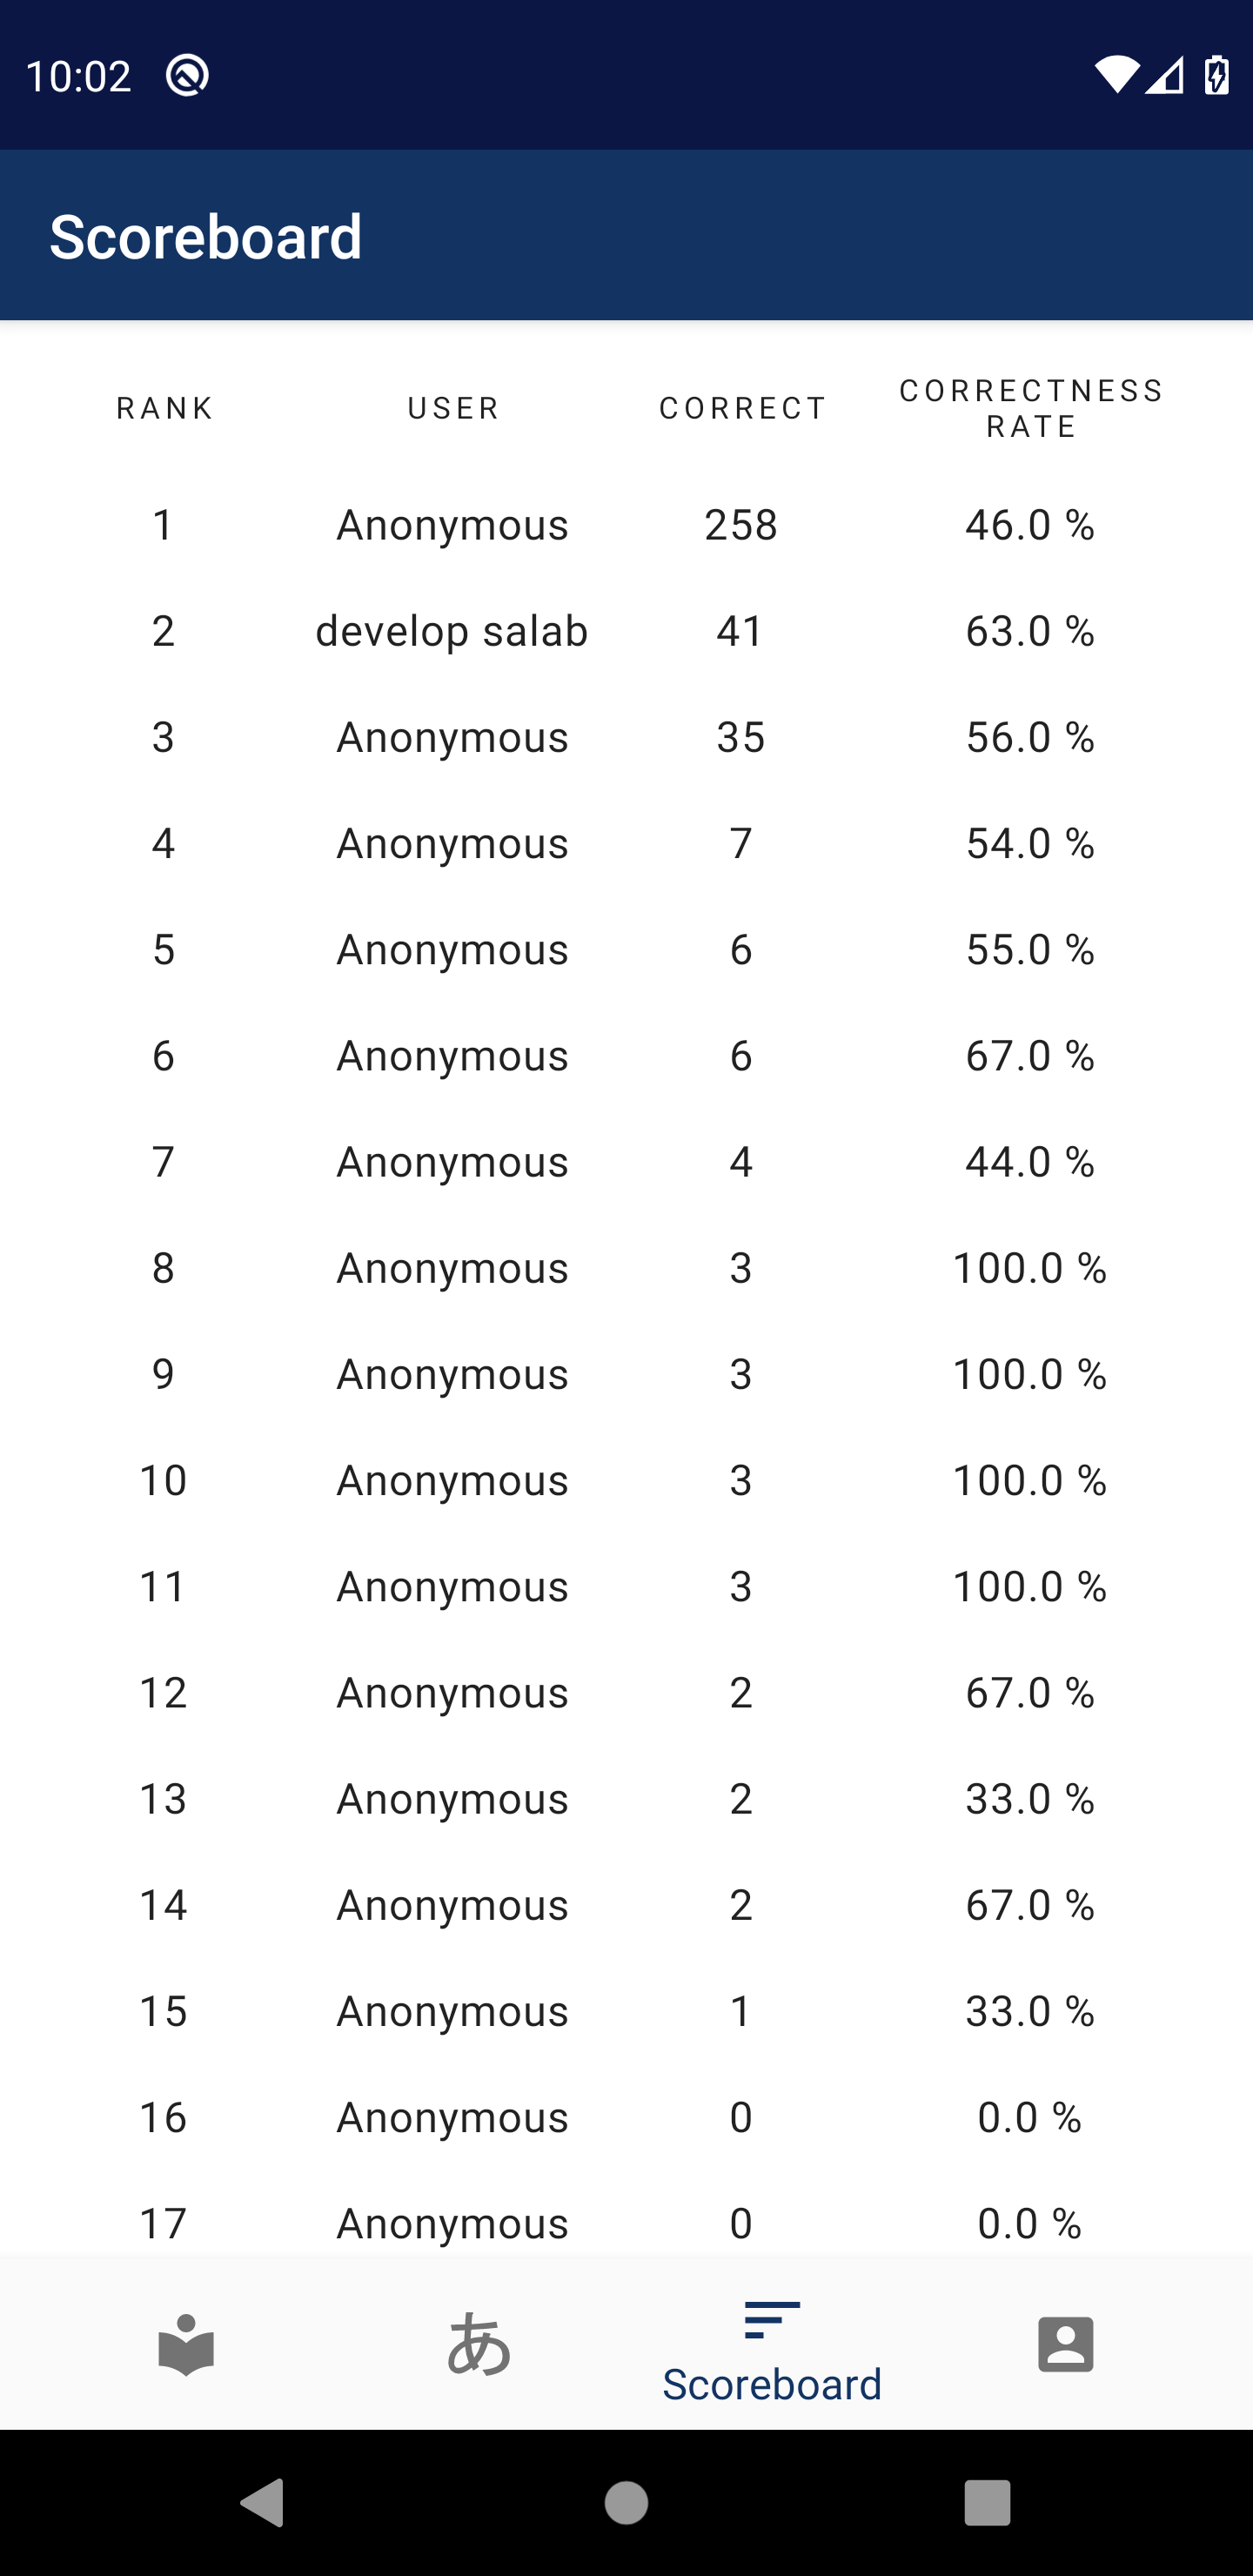 10:02
Scoreboard
RANK USER CORRECT CORRECTNESS RATE
1 Anonymous 258 46.0 %
2 develop salab 41 63.0 %
3 Anonymous 35 56.0 %
4 Anonymous 7 54.0 %
5 Anonymous 6 55.0 %
6 Anonymous 6 67.0 %
7 Anonymous 4 44.0 %
8 Anonymous 3 100.0 %
9 Anonymous 3 100.0 %
10 Anonymous 3 100.0 %
11 Anonymous 3 100.0 %
12 Anonymous 2 67.0 %
13 Anonymous 2 33.0 %
14 Anonymous 2 67.0 %
15 Anonymous 1 33.0 %
16 Anonymous 0 0.0 %
17 Anonymous 0 0.0 %
あ
Scoreboard